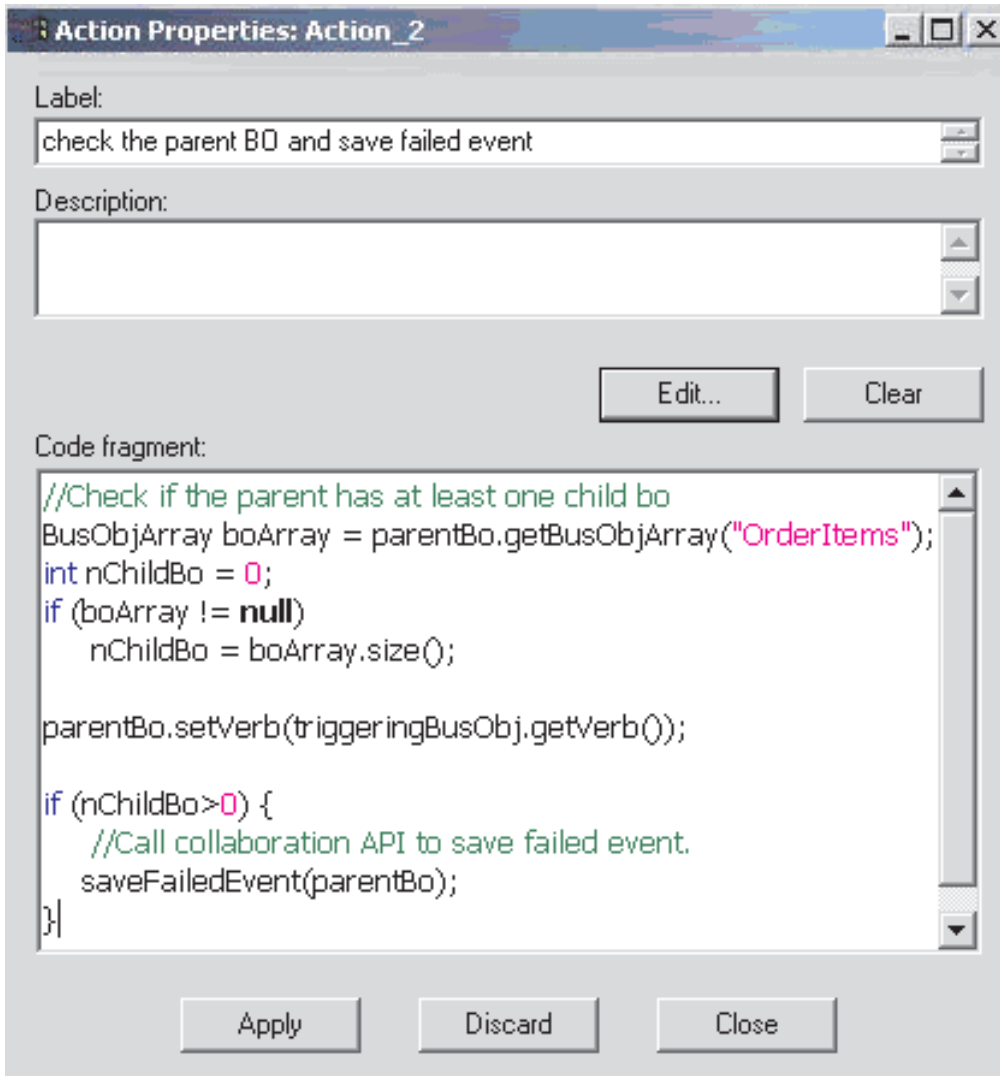 Action Properties: Action_2
Label:
check the parent BO and save failed event
Description:
Edit...
Clear
Code fragment:
//Check if the parent has at least one child bo
BusObjArray boArray = parentBo.getBusObjArray("OrderItems");
int nChildBo = 0;
if (boArray != null)
nChildBo = boArray.size();
parentBo.setVerb(triggeringBusObj.getVerb());
if (nChildBo>0) {
//Call collaboration API to save failed event.
saveFailedEvent(parentBo);
}
Apply
Discard
Close